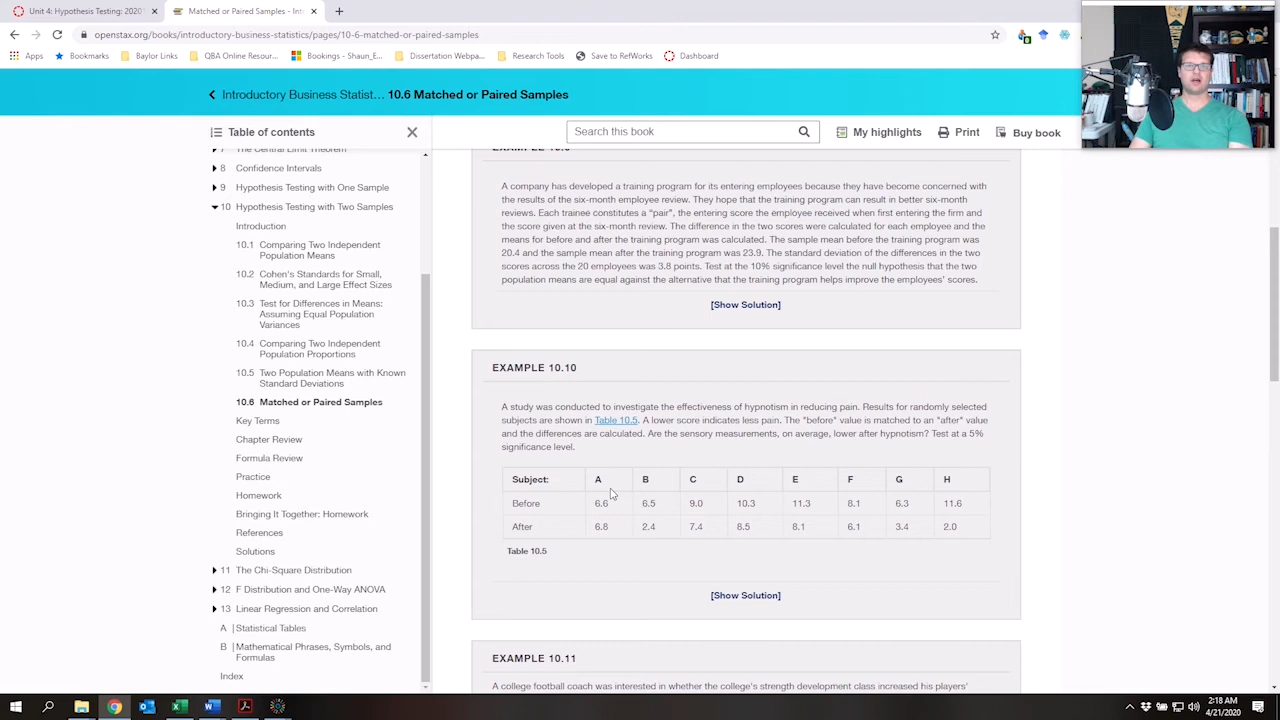 Unit 4: Hypothesis Testing: 2020
Matched or Paired Samples - Int
openstax.org/books/introductory-business-statistics/pages/10-6-matched-or-paired-samples
Apps
Bookmarks
Baylor Links
QBA Online Resour...
Bookings - Shaun_E...
Dissertation Webpa...
Research Tools
Save to RefWorks
Dashboard
Introductory Business Statist... 10.6 Matched or Paired Samples
Table of contents
Search this book
My highlights
Print
Buy book
7 The Central Limit Theorem
8 Confidence Intervals
9 Hypothesis Testing with One Sample
10 Hypothesis Testing with Two Samples
Introduction
10.1 Comparing Two Independent
Population Means
10.2 Cohen's Standards for Small,
Medium, and Large Effect Sizes
10.3 Test for Differences in Means:
Assuming Equal Population
Variances
10.4 Comparing Two Independent
Population Proportions
10.5 Two Population Means with Known
Standard Deviations
10.6 Matched or Paired Samples
Key Terms
Chapter Review
Formula Review
Practice
Homework
Bringing It Together: Homework
References
Solutions
11 The Chi-Square Distribution
12 F Distribution and One-Way ANOVA
13 Linear Regression and Correlation
A | Statistical Tables
B | Mathematical Phrases, Symbols, and
Formulas
Index
A company has developed a training program for its entering employees because they have become concerned with
the results of the six-month employee review. They hope that the training program can result in better six-month
reviews. Each trainee constitutes a “pair”, the entering score the employee received when first entering the firm and
the score given at the six-month review. The difference in the two scores were calculated for each employee and the
means for before and after the training program was calculated. The sample mean before the training program was
20.4 and the sample mean after the training program was 23.9. The standard deviation of the differences in the two
scores across the 20 employees was 3.8 points. Test at the 10% significance level the null hypothesis that the two
population means are equal against the alternative that the training program helps improve the employees’ scores.
[Show Solution]
EXAMPLE 10.10
A study was conducted to investigate the effectiveness of hypnotism in reducing pain. Results for randomly selected
subjects are shown in Table 10.5. A lower score indicates less pain. The "before" value is matched to an "after" value
and the differences are calculated. Are the sensory measurements, on average, lower after hypnotism? Test at a 5%
significance level.
Subject: A B C D E F G H
Before 6.6 6.5 9.0 10.3 11.3 8.1 6.3 11.6
After 6.8 2.4 7.4 8.5 8.1 6.1 3.4 2.0
Table 10.5
[Show Solution]
EXAMPLE 10.11
A college football coach was interested in whether the college's strength development class increased his players'
2:18 AM
4/21/2020